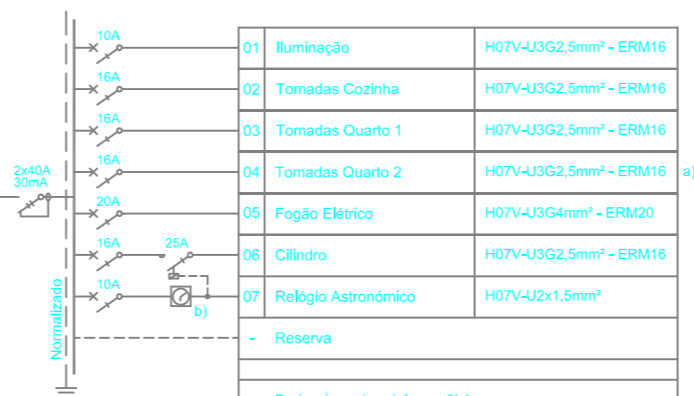 10A
01 Iluminação H07V-U3G2,5mm² - ERM16
16A
02 Tomadas Cozinha H07V-U3G2,5mm² - ERM16
16A
03 Tomadas Quarto 1 H07V-U3G2,5mm² - ERM16
16A
04 Tomadas Quarto 2 H07V-U3G2,5mm² - ERM16 a)
2x40A
30mA
20A
05 Fogão Elétrico H07V-U3G4mm² - ERM20
16A 25A
06 Cilindro H07V-U3G2,5mm² - ERM16
10A
07 Relógio Astronómico H07V-U2x1,5mm²
b)
Normalizado
- Reserva